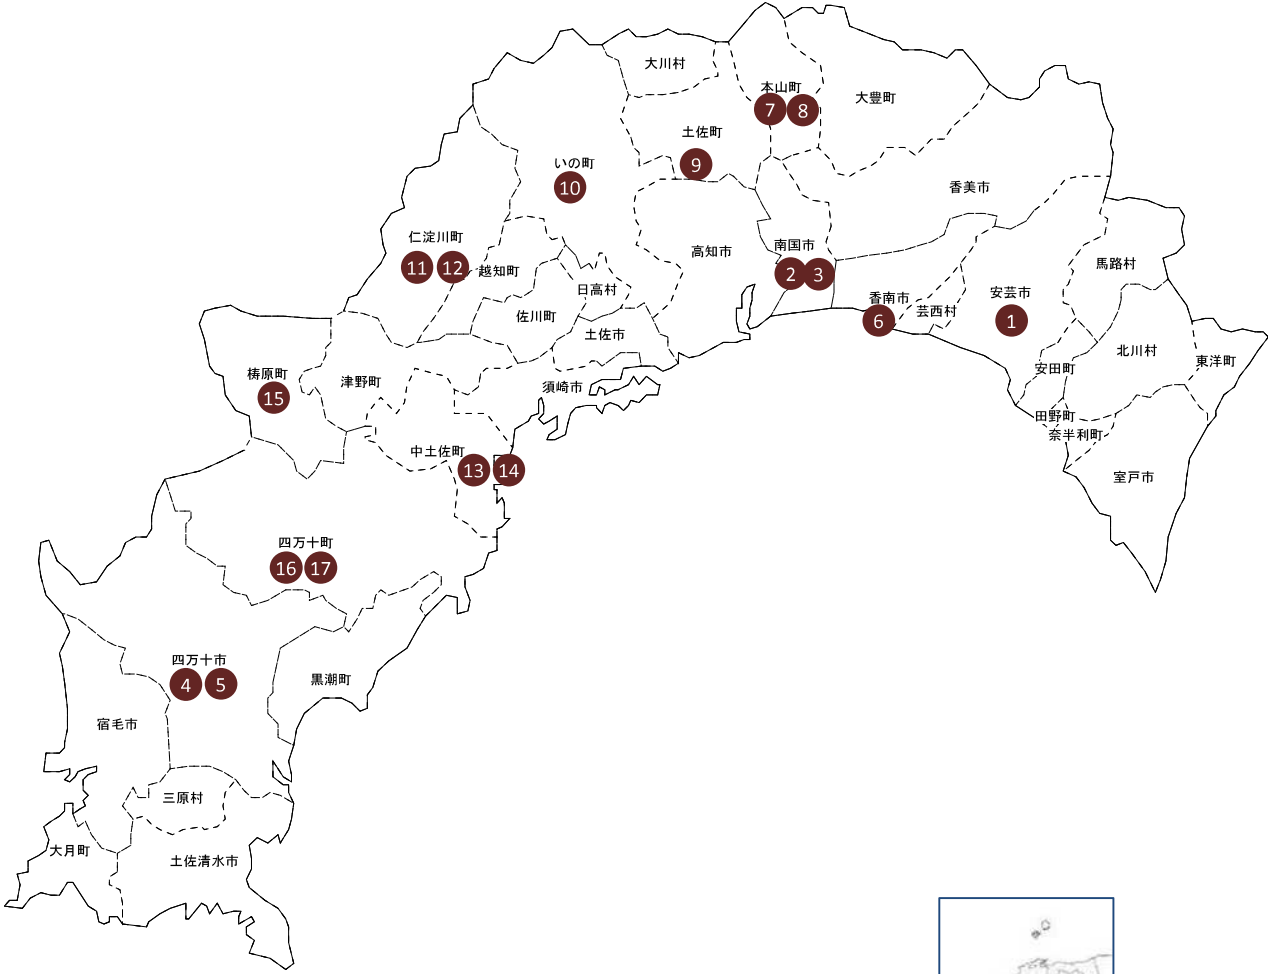 大川村
本山町
7 8
大豊町
土佐町
9
いの町
10
香美市
仁淀川町
11 12
越知町
高知市
南国市
2 3
馬路村
日高村
佐川町
土佐市
香南市
6
芸西村
安芸市
1
北川村
東洋町
安田町
梼原町
15
津野町
須崎市
田野町
奈半利町
中土佐町
13 14
室戸市
四万十町
16 17
四万十市
4 5
黒潮町
宿毛市
三原村
大月町
土佐清水市